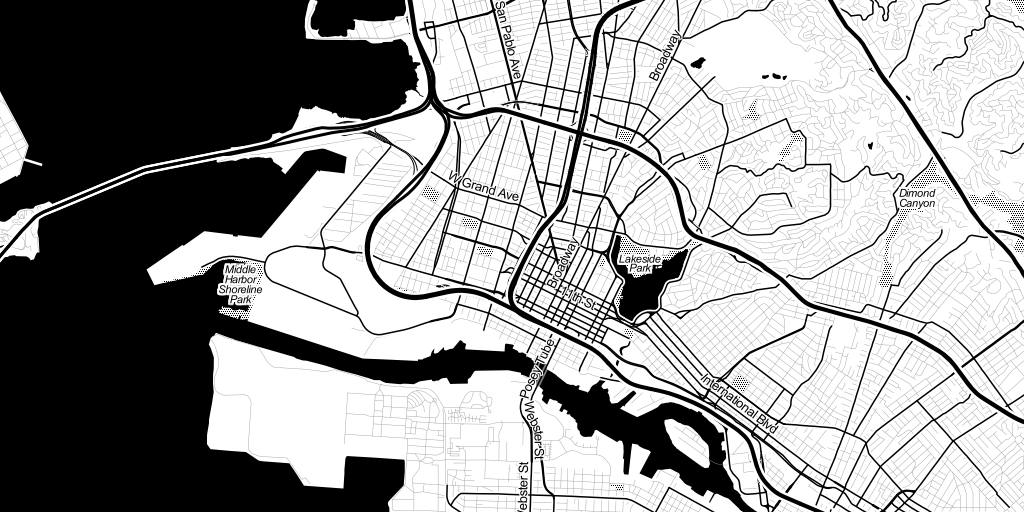 San Pablo Ave
Broadway
W Grand Ave
Dimond
Canyon
Broadway
Lakeside
Park
Middle
Harbor
Shoreline
Park
11th St
Posey Tube
International Blvd
Webster St
Webster St